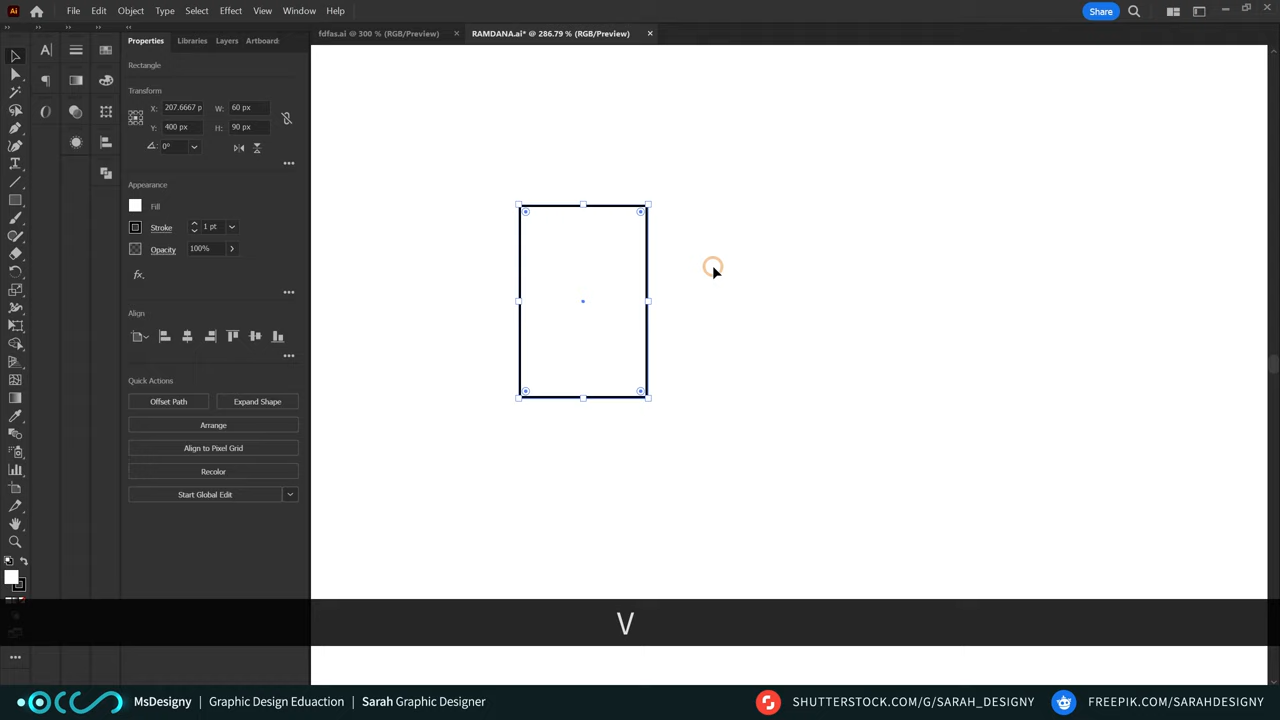 Ai File Edit Object Type Select Effect View Window Help Share
fdfas.ai @ 300 % (RGB/Preview) RAMDANA.ai* @ 286.79 % (RGB/Preview)
Properties Libraries Layers Artboard:
Rectangle
Transform
X: 207.6667 p W: 60 px
Y: 400 px H: 90 px
0°
Appearance
Fill
Stroke 1 pt
Opacity 100%
fx.
Align
Quick Actions
Offset Path Expand Shape
Arrange
Align to Pixel Grid
Recolor
Start Global Edit
V
MsDesigny | Graphic Design Eduaction | Sarah Graphic Designer SHUTTERSTOCK.COM/G/SARAH_DESIGNY FREEPIK.COM/SARAHDESIGNY